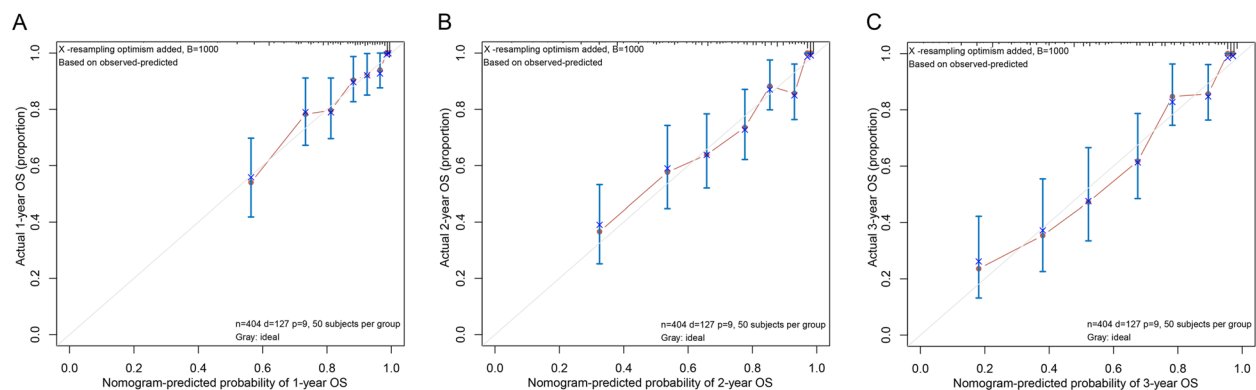 A
X -resampling optimism added, B=1000
Based on observed-predicted
Actual 1-year OS (proportion)
1.0
0.8
0.6
0.4
0.2
0.0
n=404 d=127 p=9, 50 subjects per group
Gray: ideal
0.0 0.2 0.4 0.6 0.8 1.0
Nomogram-predicted probability of 1-year OS
B
X -resampling optimism added, B=1000
Based on observed-predicted
Actual 2-year OS (proportion)
1.0
0.8
0.6
0.4
0.2
0.0
n=404 d=127 p=9, 50 subjects per group
Gray: ideal
0.0 0.2 0.4 0.6 0.8 1.0
Nomogram-predicted probability of 2-year OS
C
X -resampling optimism added, B=1000
Based on observed-predicted
Actual 3-year OS (proportion)
1.0
0.8
0.6
0.4
0.2
0.0
n=404 d=127 p=9, 50 subjects per group
Gray: ideal
0.0 0.2 0.4 0.6 0.8 1.0
Nomogram-predicted probability of 3-year OS